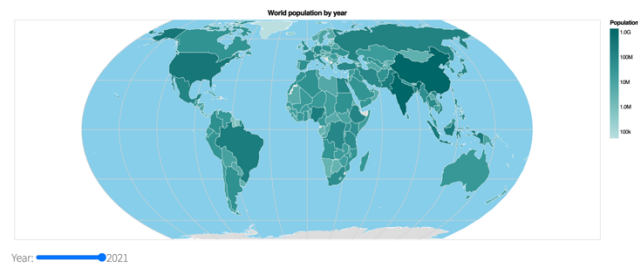 World population by year
Population
1.0G
100M
10M
1.0M
100k
Year: 2021